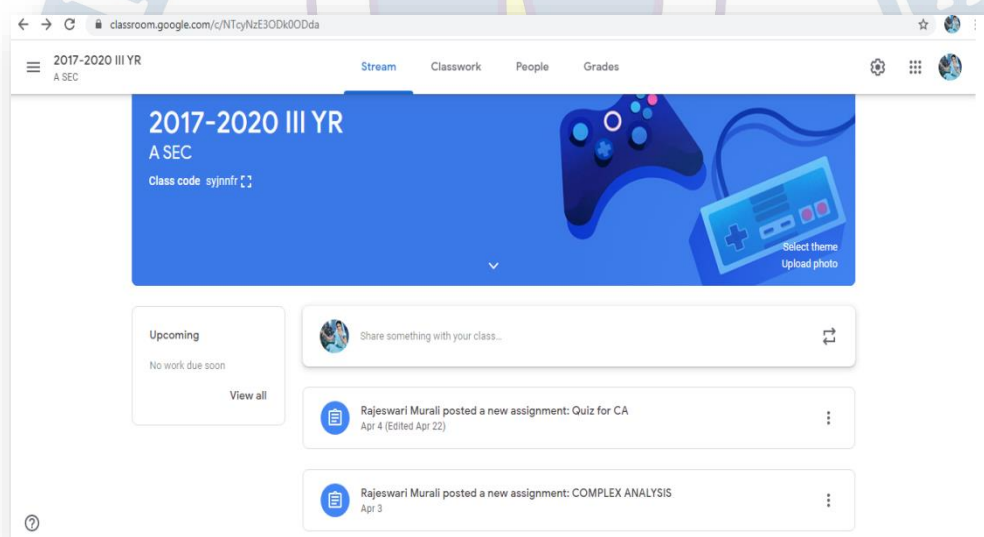 classroom.google.com/c/NTcyNzE3ODk0ODda
2017-2020 III YR
A SEC
Stream Classwork People Grades
2017-2020 III YR
A SEC
Class code syjnnfr
Select theme
Upload photo
Upcoming
No work due soon
View all
Share something with your class...
Rajeswari Murali posted a new assignment: Quiz for CA
Apr 4 (Edited Apr 22)
Rajeswari Murali posted a new assignment: COMPLEX ANALYSIS
Apr 3